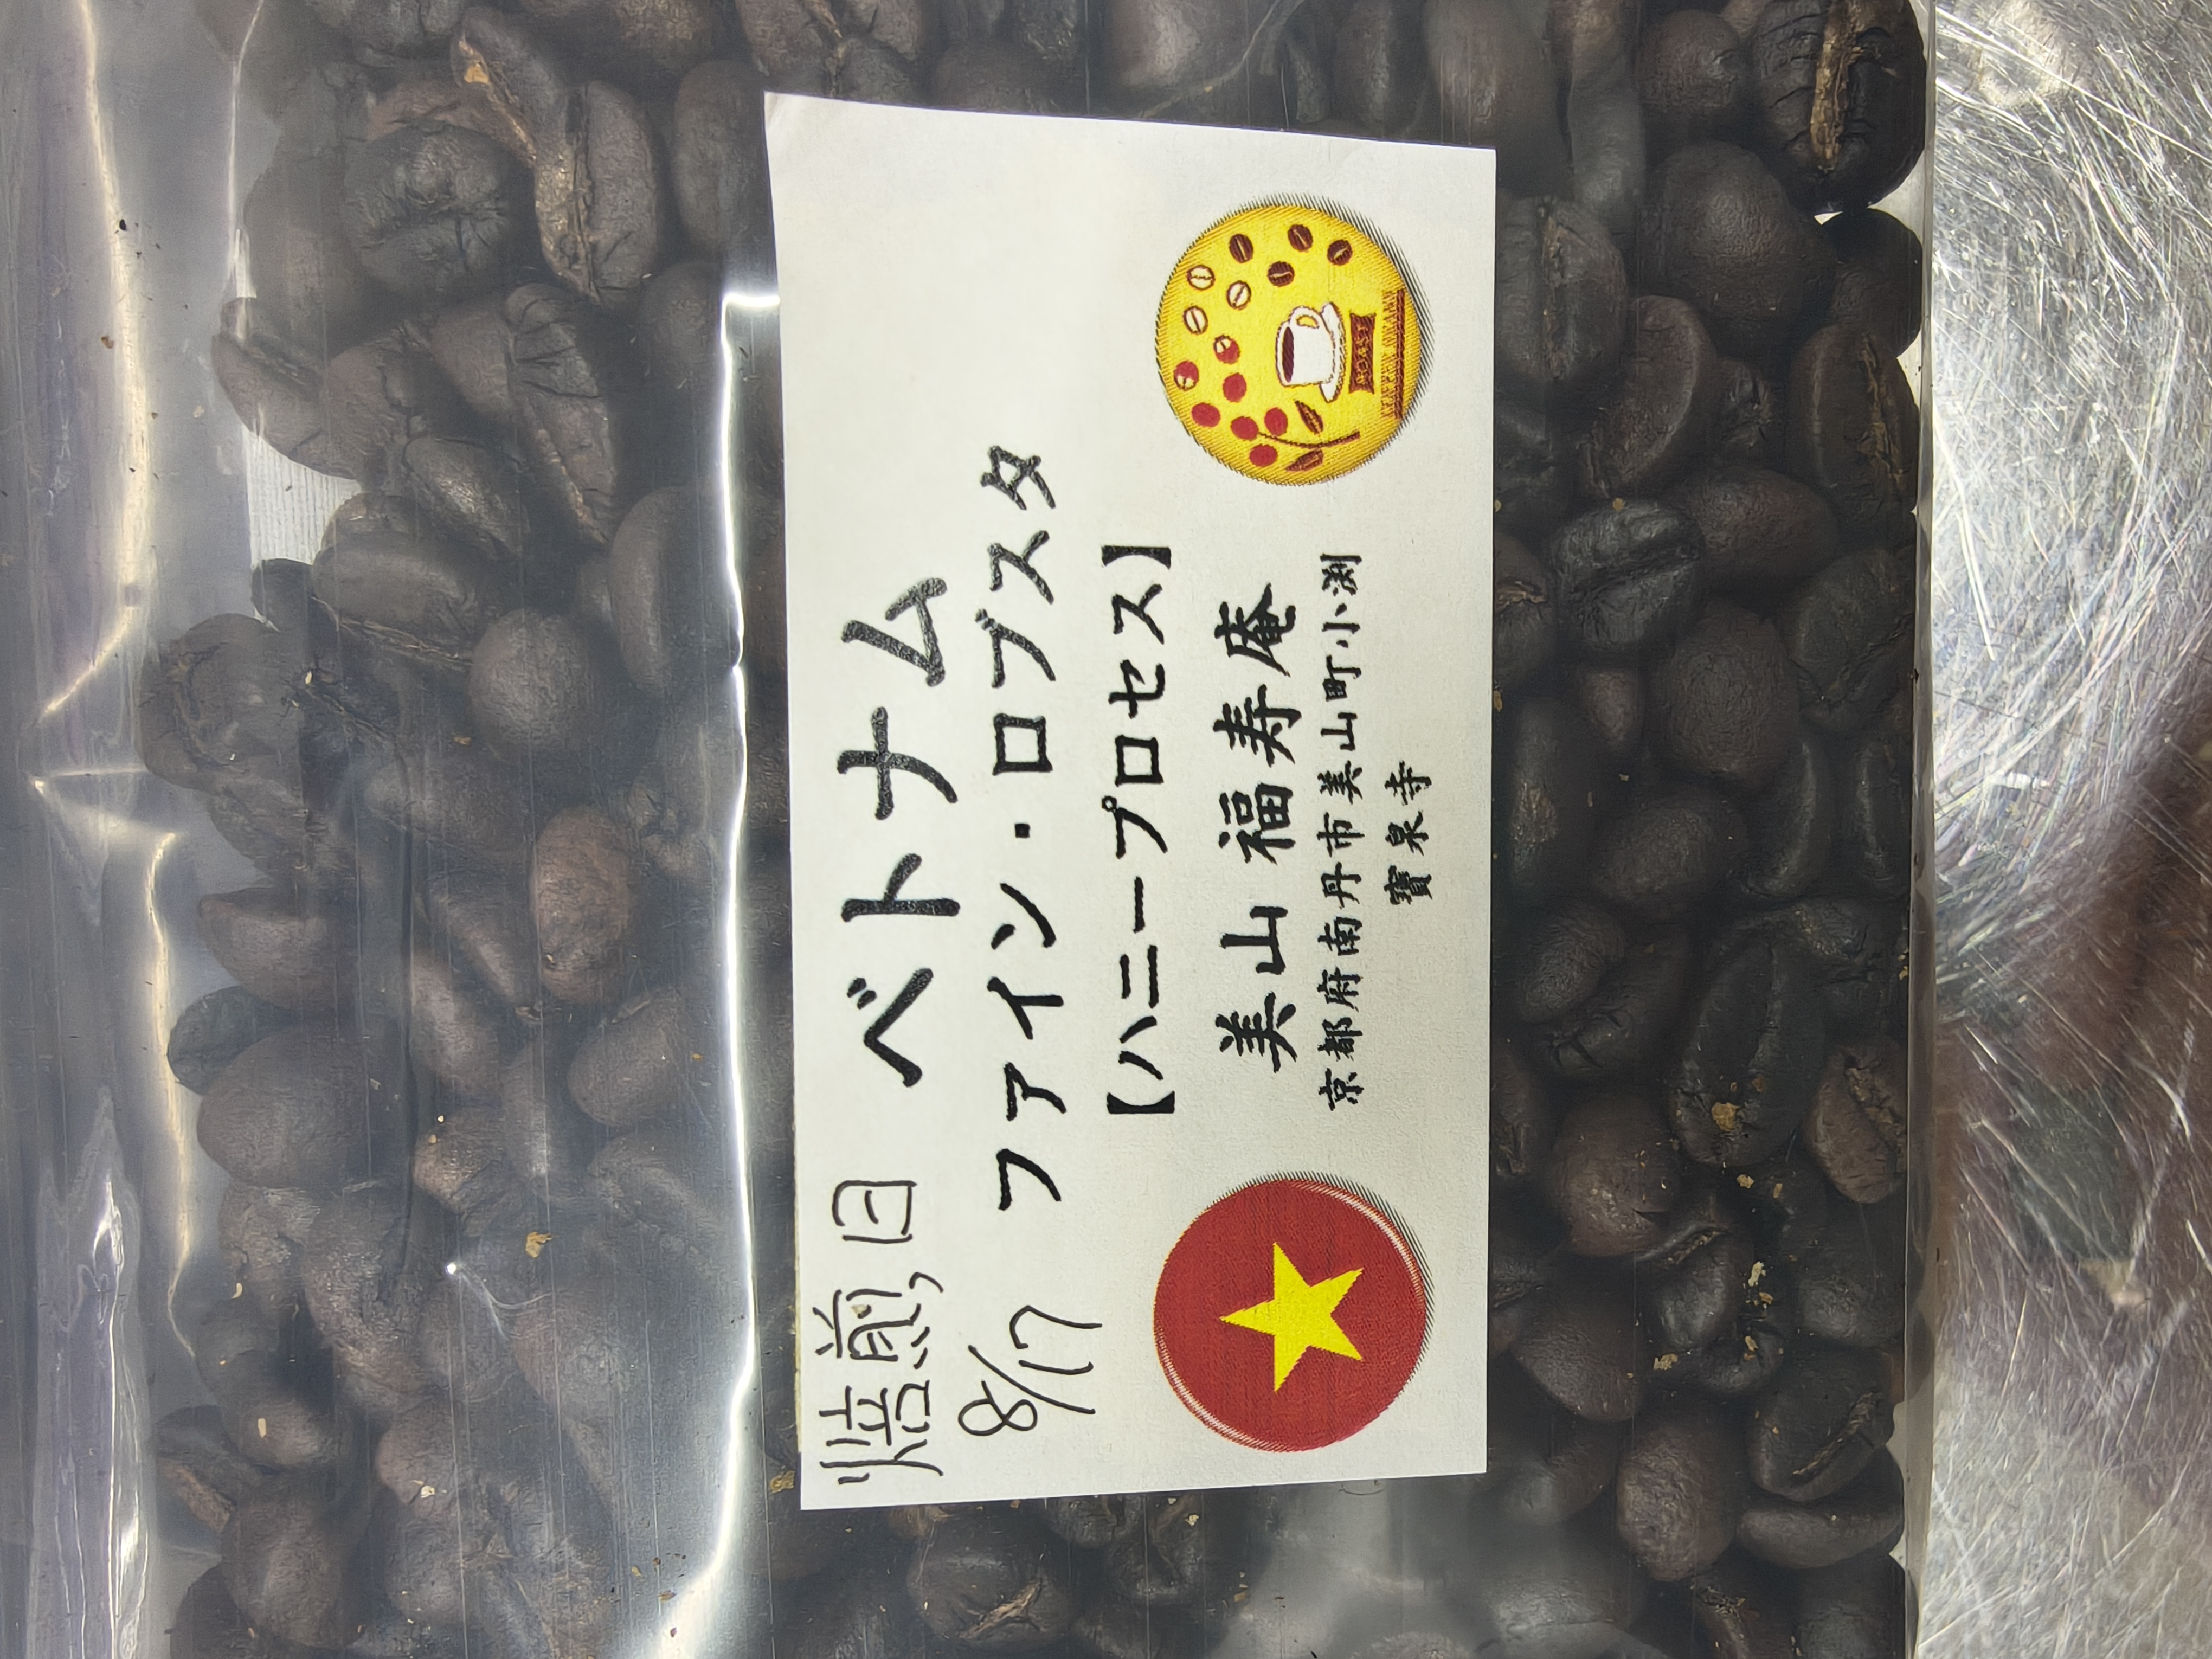 焙煎日
8/17
ベトナム
ファイン・ロブスタ
【ハニープロセス】
美山 福寿庵
京都府南丹市美山町小渕
寶泉寺
ROAST